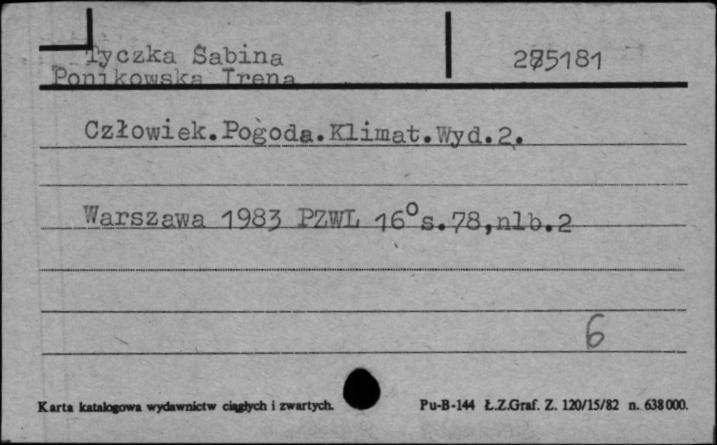 Tyczka Sabina 285181
Ponikowska Irena
Człowiek.Pogoda.Klimat.Wyd.2.
Warszawa 1983 PZWL 16° s.78,nlb.2
6
Karta katalogowa wydawnictw ciągłych i zwartych. Pu-B-144 Ł.Z.Graf. Z. 120/15/82 n. 638000.